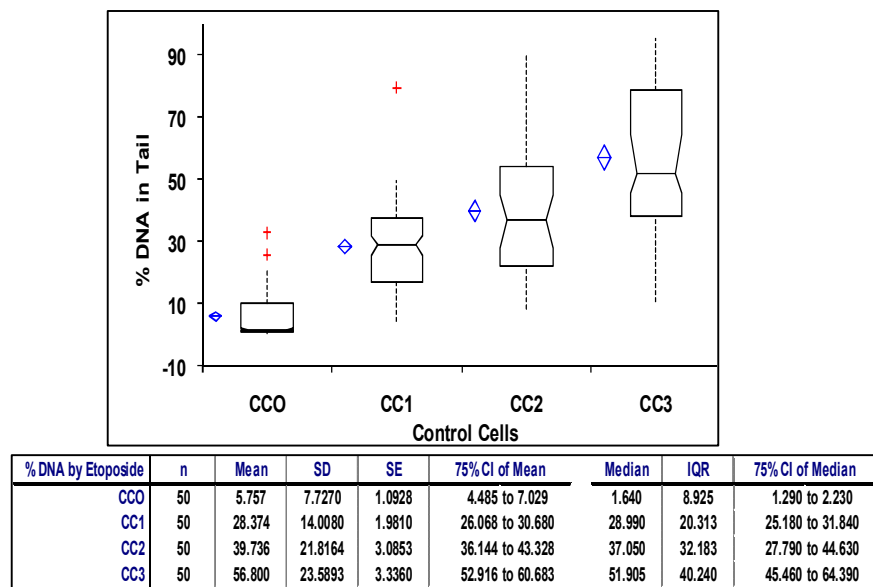 90
70
50
30
10
-10
% DNA in Tail
CCO CC1 CC2 CC3
Control Cells
% DNA by Etoposide n Mean SD SE 75% CI of Mean Median IQR 75% CI of Median
CCO 50 5.757 7.7270 1.0928 4.485 to 7.029 1.640 8.925 1.290 to 2.230
CC1 50 28.374 14.0080 1.9810 26.068 to 30.680 28.990 20.313 25.180 to 31.840
CC2 50 39.736 21.8164 3.0853 36.144 to 43.328 37.050 32.183 27.790 to 44.630
CC3 50 56.800 23.5893 3.3360 52.916 to 60.683 51.905 40.240 45.460 to 64.390